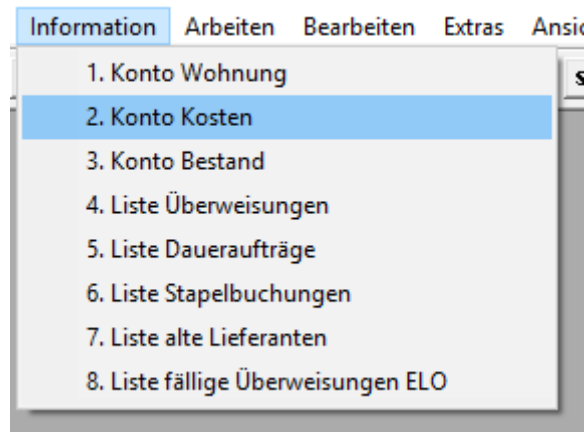 Information Arbeiten Bearbeiten Extras
1. Konto Wohnung
2. Konto Kosten
3. Konto Bestand
4. Liste Überweisungen
5. Liste Daueraufträge
6. Liste Stapelbuchungen
7. Liste alte Lieferanten
8. Liste fällige Überweisungen ELO